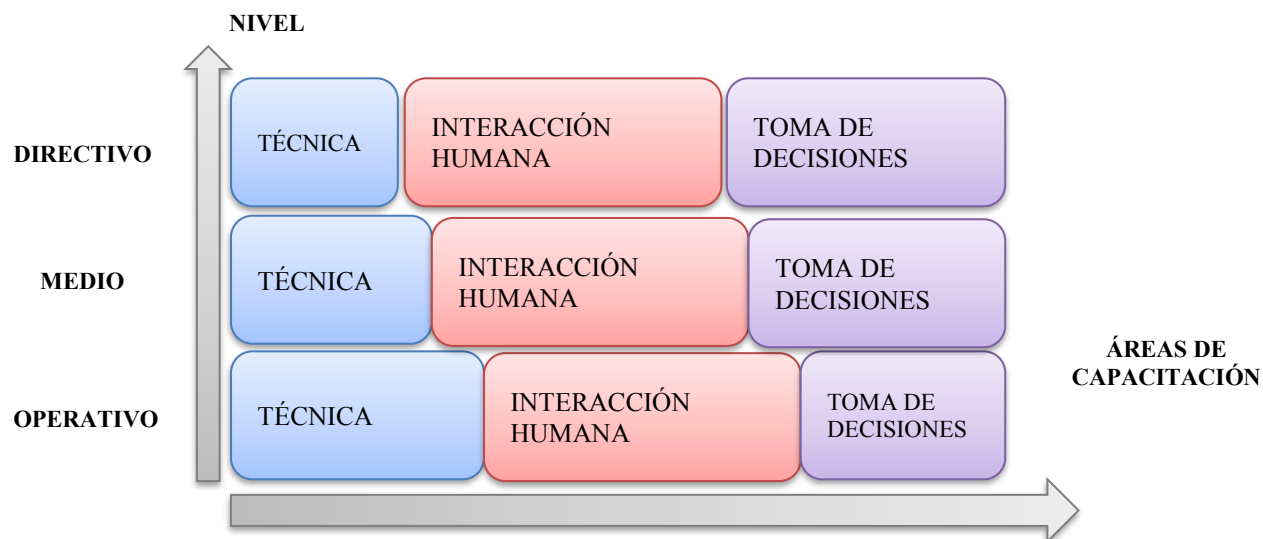 NIVEL
DIRECTIVO
TÉCNICA
INTERACCIÓN
HUMANA
TOMA DE
DECISIONES
MEDIO
TÉCNICA
INTERACCIÓN
HUMANA
TOMA DE
DECISIONES
OPERATIVO
TÉCNICA
INTERACCIÓN
HUMANA
TOMA DE
DECISIONES
ÁREAS DE
CAPACITACIÓN